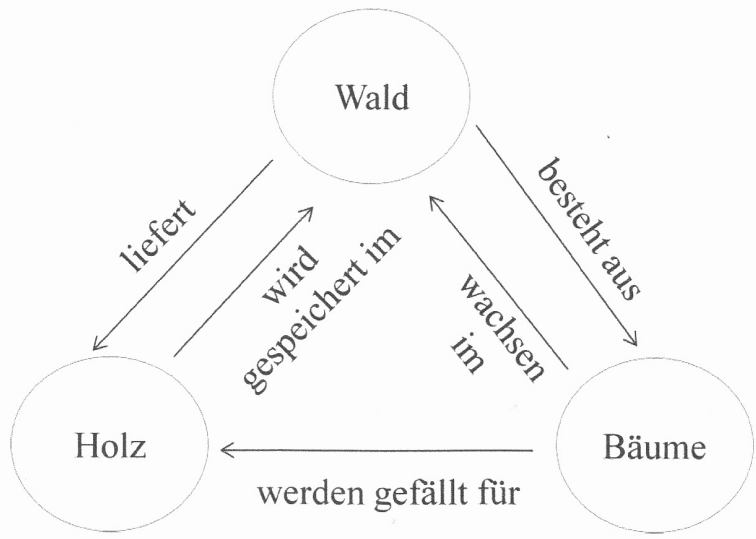 Wald
liefert
wird
gespeichert im
wachsen
im
besteht aus
Holz
Bäume
werden gefällt für